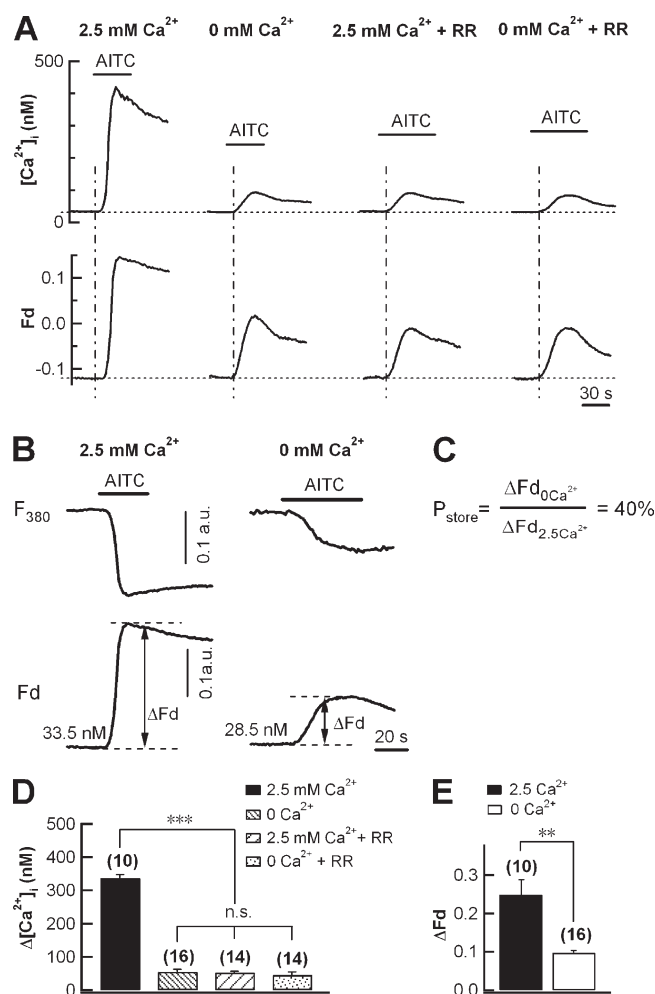 A
2.5 mM Ca²⁺ 0 mM Ca²⁺ 2.5 mM Ca²⁺ + RR 0 mM Ca²⁺ + RR
500
AITC AITC AITC AITC
[Ca²⁺]ᵢ (nM)
0
0.1
Fd
0.0
-0.1
30 s
B
2.5 mM Ca²⁺ 0 mM Ca²⁺
AITC AITC
F₃₈₀
0.1 a.u.
0.1a.u.
Fd
ΔFd ΔFd
33.5 nM 28.5 nM
20 s
C
Pstore= ΔFd0Ca²⁺ / ΔFd2.5Ca²⁺ = 40%
D
2.5 mM Ca²⁺
0 Ca²⁺
2.5 mM Ca²⁺ + RR
0 Ca²⁺ + RR
500
400
300
200
100
0
Δ[Ca²⁺]ᵢ (nM)
***
n.s.
(10) (16) (14) (14)
E
2.5 Ca²⁺
0 Ca²⁺
**
(10)
(16)
0.3
0.2
0.1
0.0
ΔFd